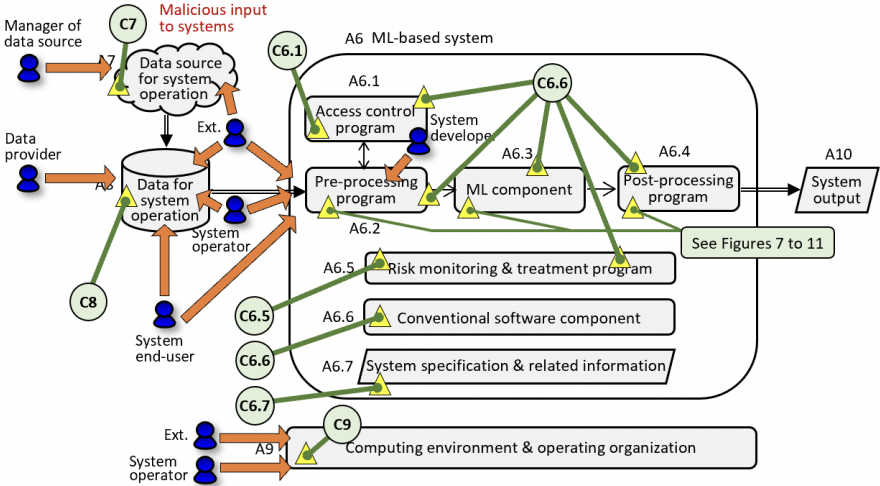 Malicious input
to systems
Manager of
data source
C7
A7
Data source
for system
operation
C6.1
A6 ML-based system
A6.1
Access control
program
C6.6
System
develope
Ext.
Data
provider
A8
Data for
system
operation
System
operator
Pre-processing
program
A6.2
A6.3
ML component
A6.4
Post-processing
program
A10
System
output
See Figures 7 to 11
A6.5
Risk monitoring & treatment program
C8
C6.5
A6.6
Conventional software component
System
end-user
C6.6
A6.7
System specification & related information
C6.7
C9
Ext.
A9
Computing environment & operating organization
System
operator